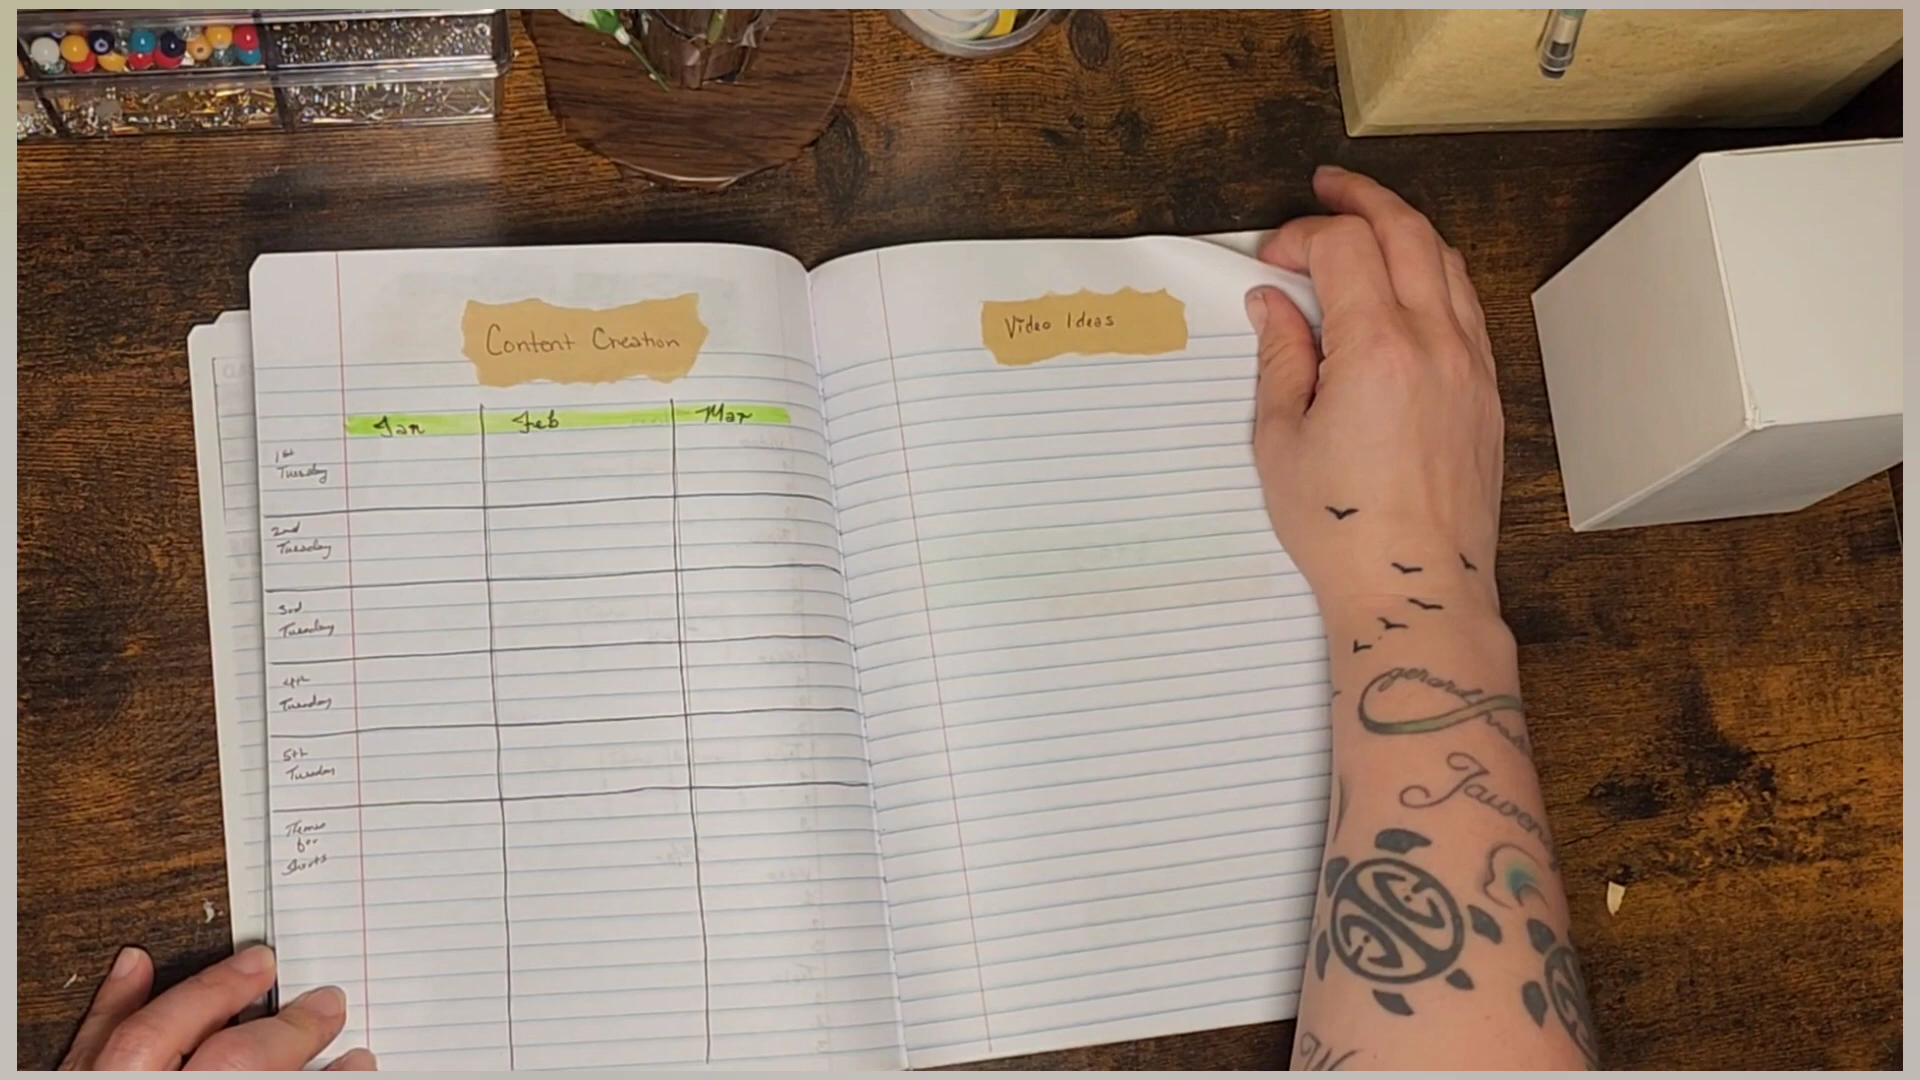 Content Creation
Jan Feb Mar
1st
Tuesday
2nd
Tuesday
3rd
Tuesday
4th
Tuesday
5th
Tuesday
Themes
for
Shorts
Video Ideas
gerard